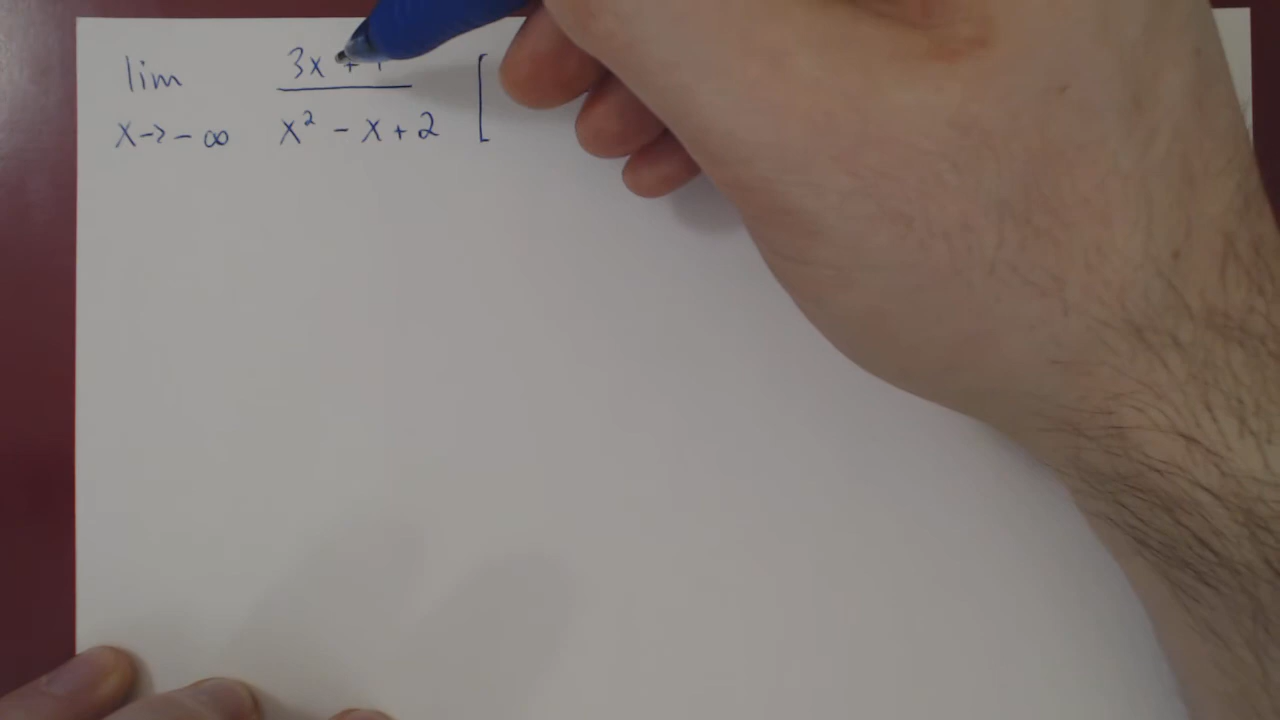 lim 3x +
x→-∞ x² - x + 2 [